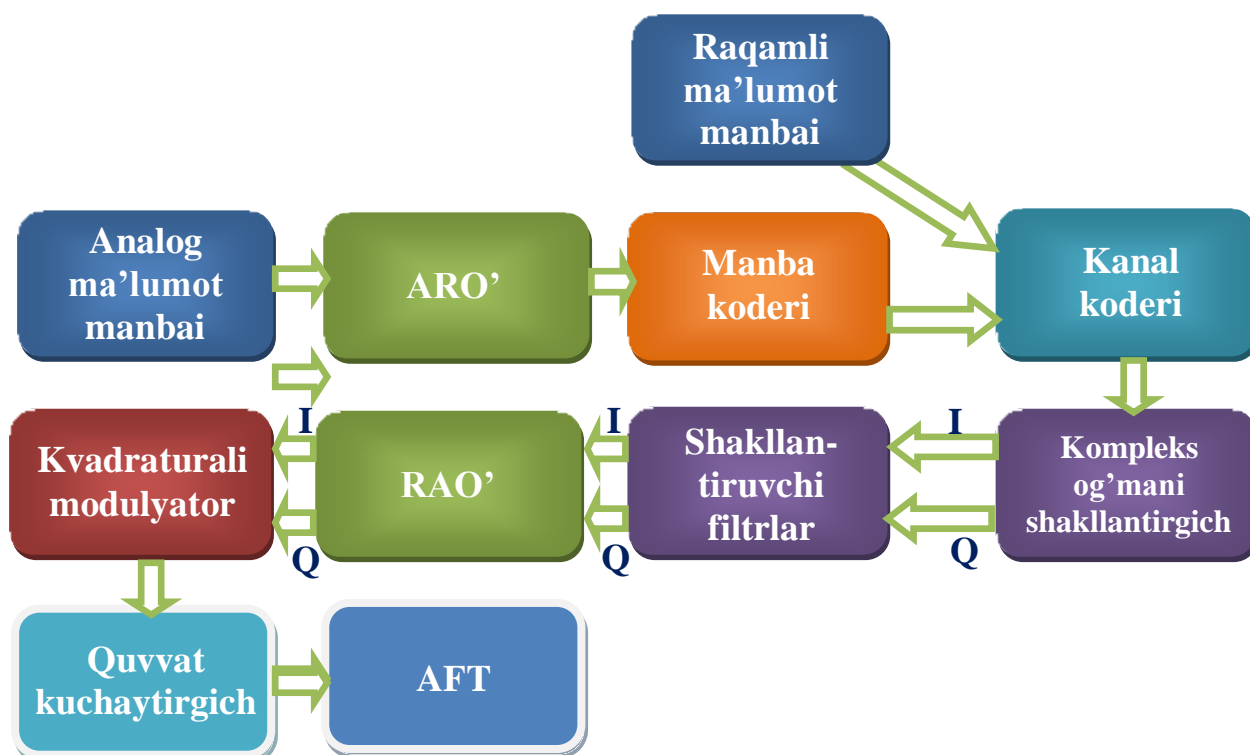 Raqamli
ma’lumot
manbai
Analog
ma’lumot
manbai
ARO’
Manba
koderi
Kanal
koderi
Kvadraturali
modulyator
I
Q
RAO’
I
Q
Shakllan-
tiruvchi
filtrlar
I
Q
Kompleks
og’mani
shakllantirgich
Quvvat
kuchaytirgich
AFT